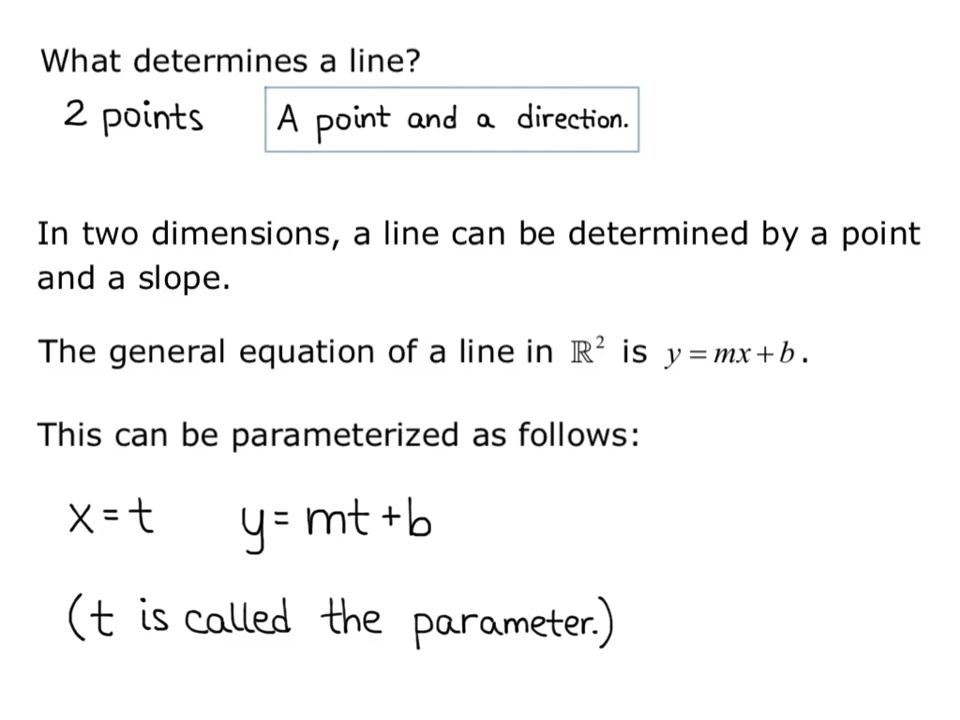 What determines a line?
2 points A point and a direction.
In two dimensions, a line can be determined by a point
and a slope.
The general equation of a line in ℝ² is y = mx + b.
This can be parameterized as follows:
x = t y = mt + b
(t is called the parameter.)